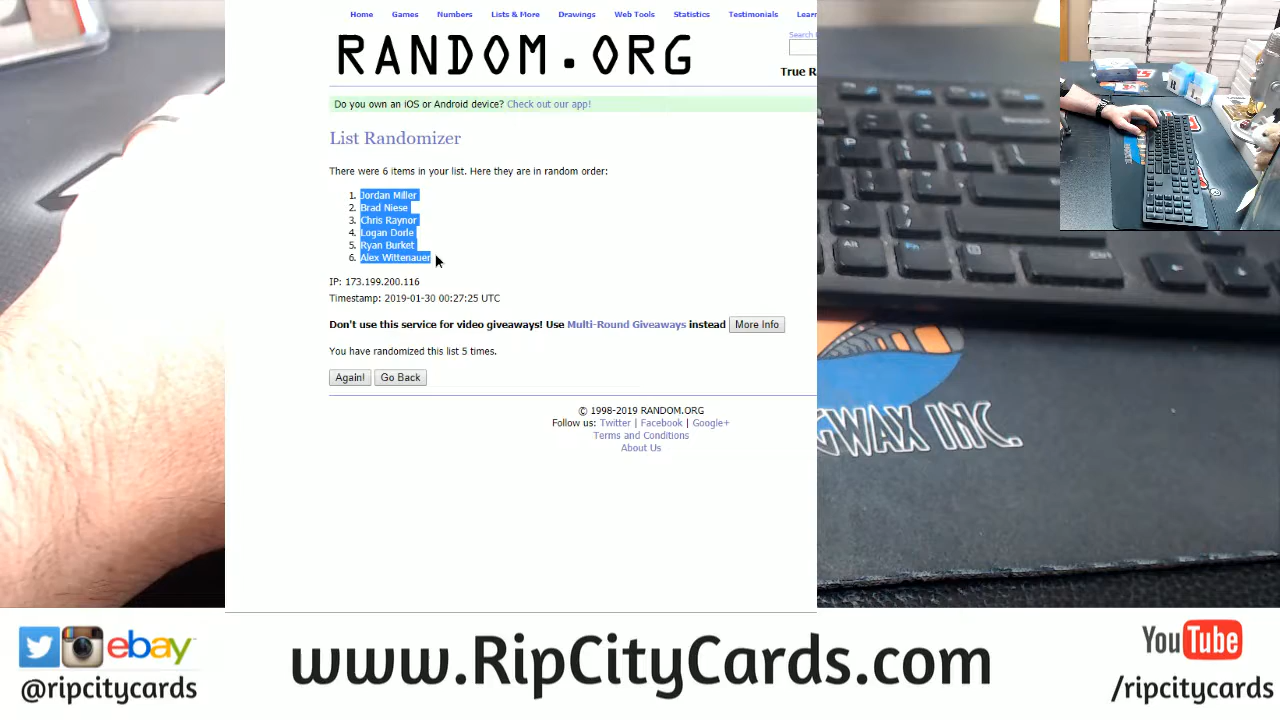 Home Games Numbers Lists & More Drawings Web Tools Statistics Testimonials Lear
RANDOM.ORG
Search
True R
Do you own an iOS or Android device? Check out our app!
List Randomizer
There were 6 items in your list. Here they are in random order:
1. Jordan Miller
2. Brad Niese
3. Chris Raynor
4. Logan Dorle
5. Ryan Burket
6. Alex Wittenauer
IP: 173.199.200.116
Timestamp: 2019-01-30 00:27:25 UTC
Don't use this service for video giveaways! Use Multi-Round Giveaways instead More Info
You have randomized this list 5 times.
Again! Go Back
© 1998-2019 RANDOM.ORG
Follow us: Twitter | Facebook | Google+
Terms and Conditions
About Us
Alt Fn Ctrl
GWAX INC.
ebay
@ripcitycards
www.RipCityCards.com
YouTube
/ripcitycards